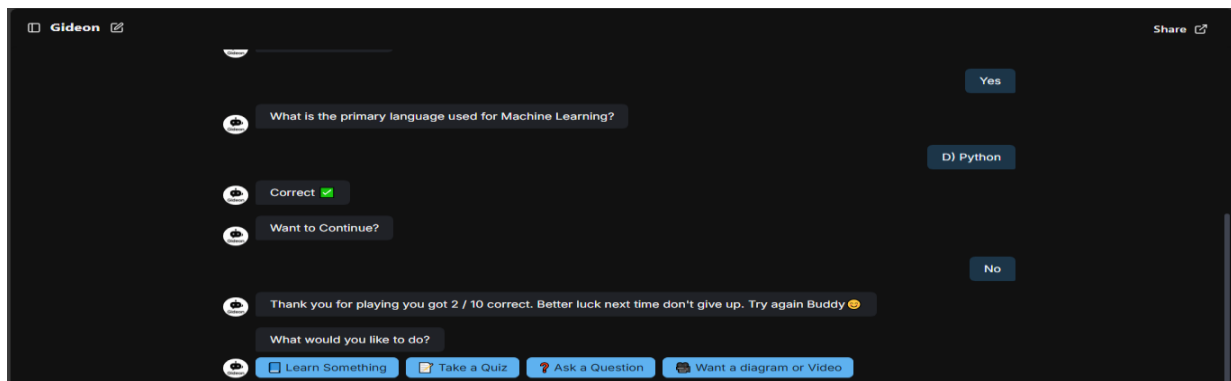 Gideon
Share
Yes
What is the primary language used for Machine Learning?
D) Python
Correct ✅
Want to Continue?
No
Thank you for playing you got 2 / 10 correct. Better luck next time don't give up. Try again Buddy 😊
What would you like to do?
📘 Learn Something 📝 Take a Quiz ❓ Ask a Question 📽 Want a diagram or Video